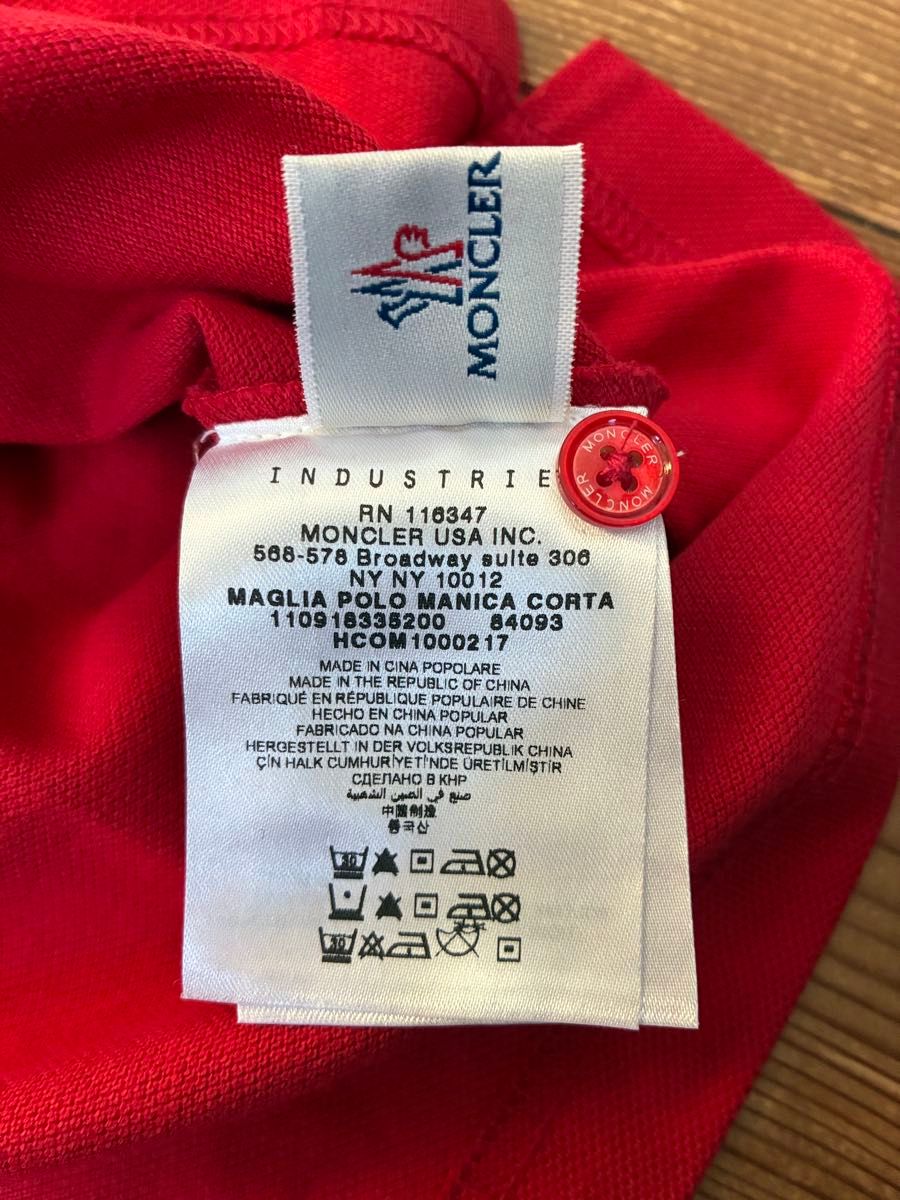 MONCLER
INDUSTRIE
MONCLER MONCLER
RN 116347
MONCLER USA INC.
568-578 Broadway suite 306
NY NY 10012
MAGLIA POLO MANICA CORTA
110918335200 84093
HCOM1000217
MADE IN CINA POPOLARE
MADE IN THE REPUBLIC OF CHINA
FABRIQUÉ EN RÉPUBLIQUE POPULAIRE DE CHINE
HECHO EN CHINA POPULAR
FABRICADO NA CHINA POPULAR
HERGESTELLT IN DER VOLKSREPUBLIK CHINA
ÇİN HALK CUMHURİYETİ'NDE ÜRETİLMİŞTİR
СДЕЛАНО В КНР
صنع في الصين الشعبية
中國制造
중국산
30
30